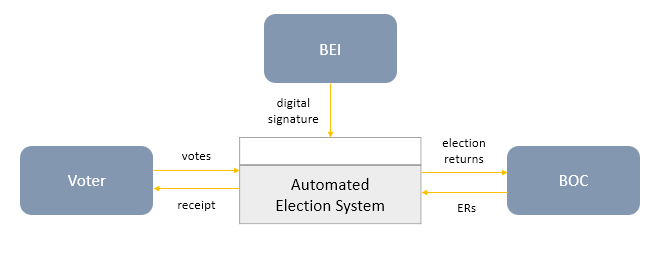 BEI
digital
signature
votes
election
returns
Voter
Automated
Election System
BOC
receipt
ERs